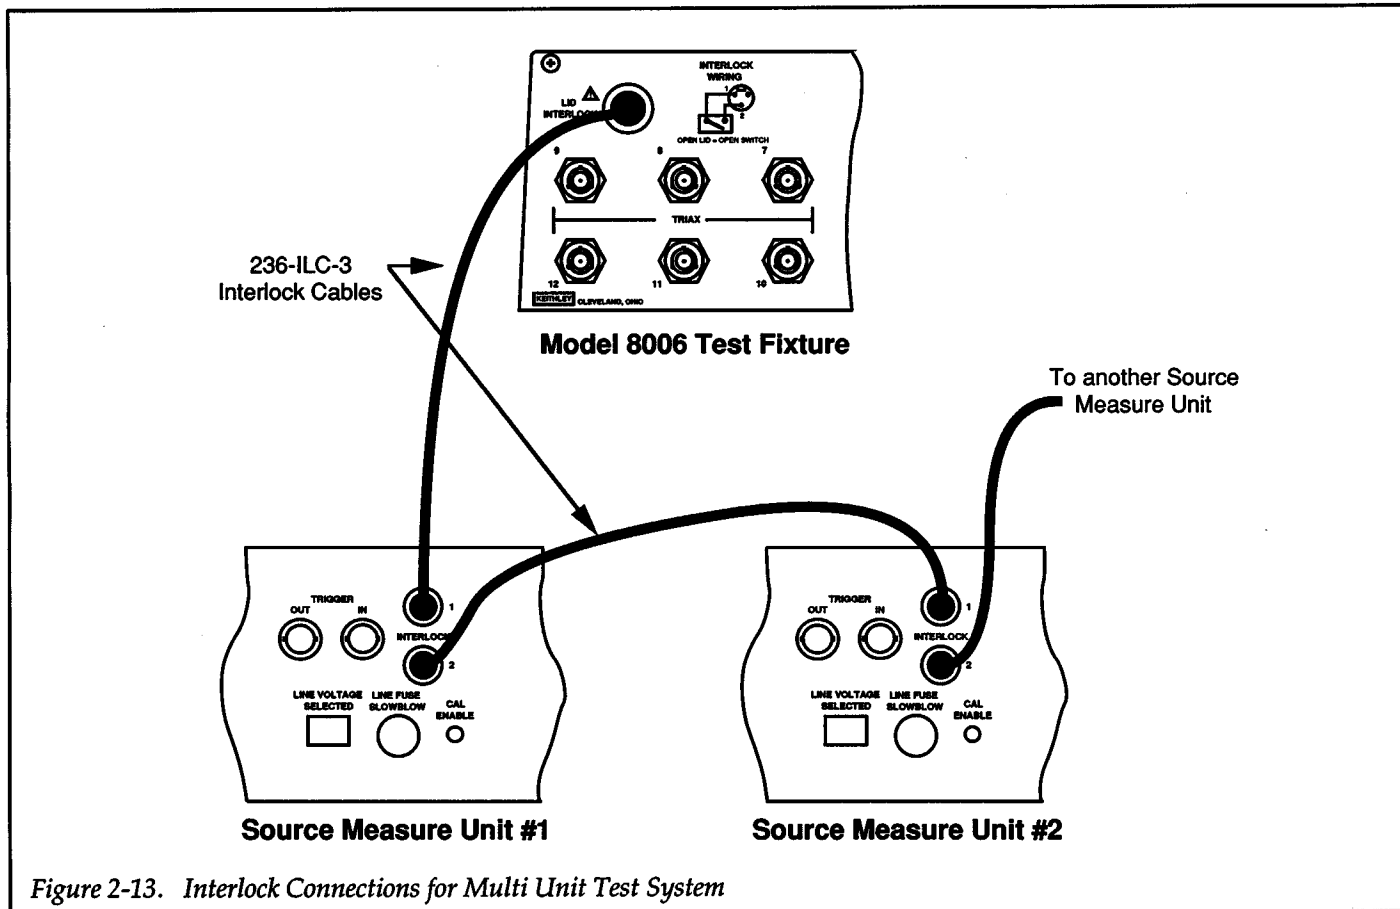 INTERLOCK
WIRING
1
2
LID
INTERLOCK
OPEN LID = OPEN SWITCH
9
8
7
TRIAX
12
11
10
KEITHLEY CLEVELAND, OHIO
Model 8006 Test Fixture
236-ILC-3
Interlock Cables
To another Source
Measure Unit
TRIGGER
OUT
IN
1
INTERLOCK
2
LINE VOLTAGE
SELECTED
LINE FUSE
SLOWBLOW
CAL
ENABLE
Source Measure Unit #1
TRIGGER
OUT
IN
1
INTERLOCK
2
LINE VOLTAGE
SELECTED
LINE FUSE
SLOWBLOW
CAL
ENABLE
Source Measure Unit #2
Figure 2-13. Interlock Connections for Multi Unit Test System